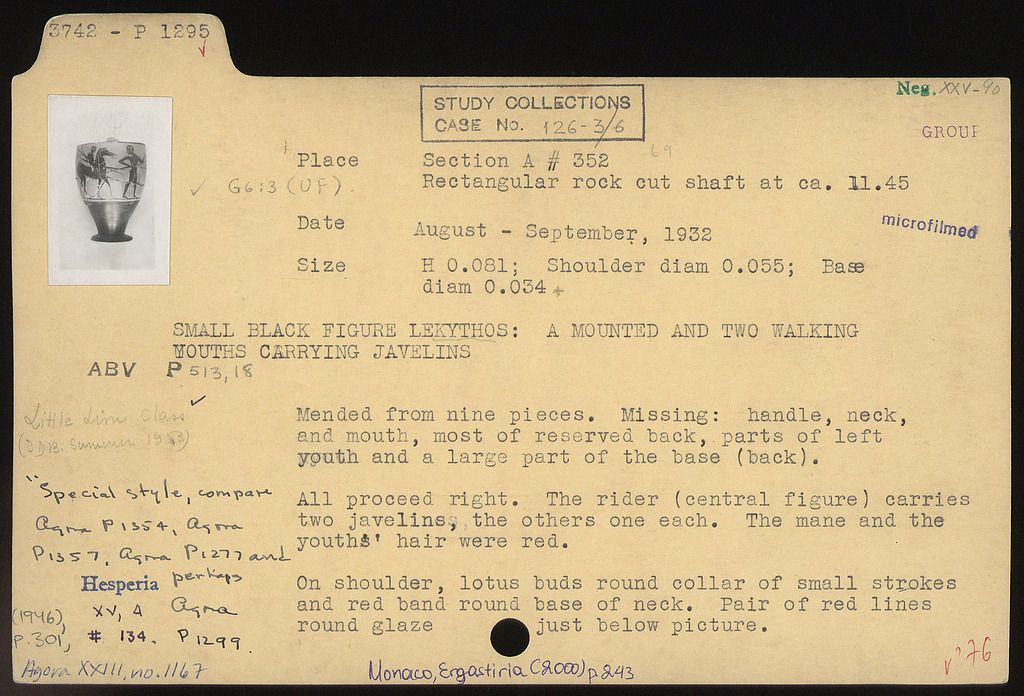 3742 - P 1295
Neg. XXV-90
STUDY COLLECTIONS
CASE No. 126-3/6
GROUP
69
Place Section A # 352
G6:3 (UF). Rectangular rock cut shaft at ca. 11.45
microfilmed
Date August - September, 1932
Size H 0.081; Shoulder diam 0.055; Base
diam 0.034
SMALL BLACK FIGURE LEKYTHOS: A MOUNTED AND TWO WALKING
YOUTHS CARRYING JAVELINS
ABV P 513,18
Little Lion Class
(JDB. Summer 1953)
Mended from nine pieces. Missing: handle, neck,
and mouth, most of reserved back, parts of left
youth and a large part of the base (back).
"Special style, compare
Agora P1354, Agora
P1357, Agora P1277 and
perhaps
Agora
P1299.
All proceed right. The rider (central figure) carries
two javelins, the others one each. The mane and the
youths' hair were red.
On shoulder, lotus buds round collar of small strokes
and red band round base of neck. Pair of red lines
round glaze just below picture.
Hesperia
XV, 4
(1946),
p.301, # 134.
Agora XXIII, no. 1167
Monaco, Ergastiria (2000) p 243
'76